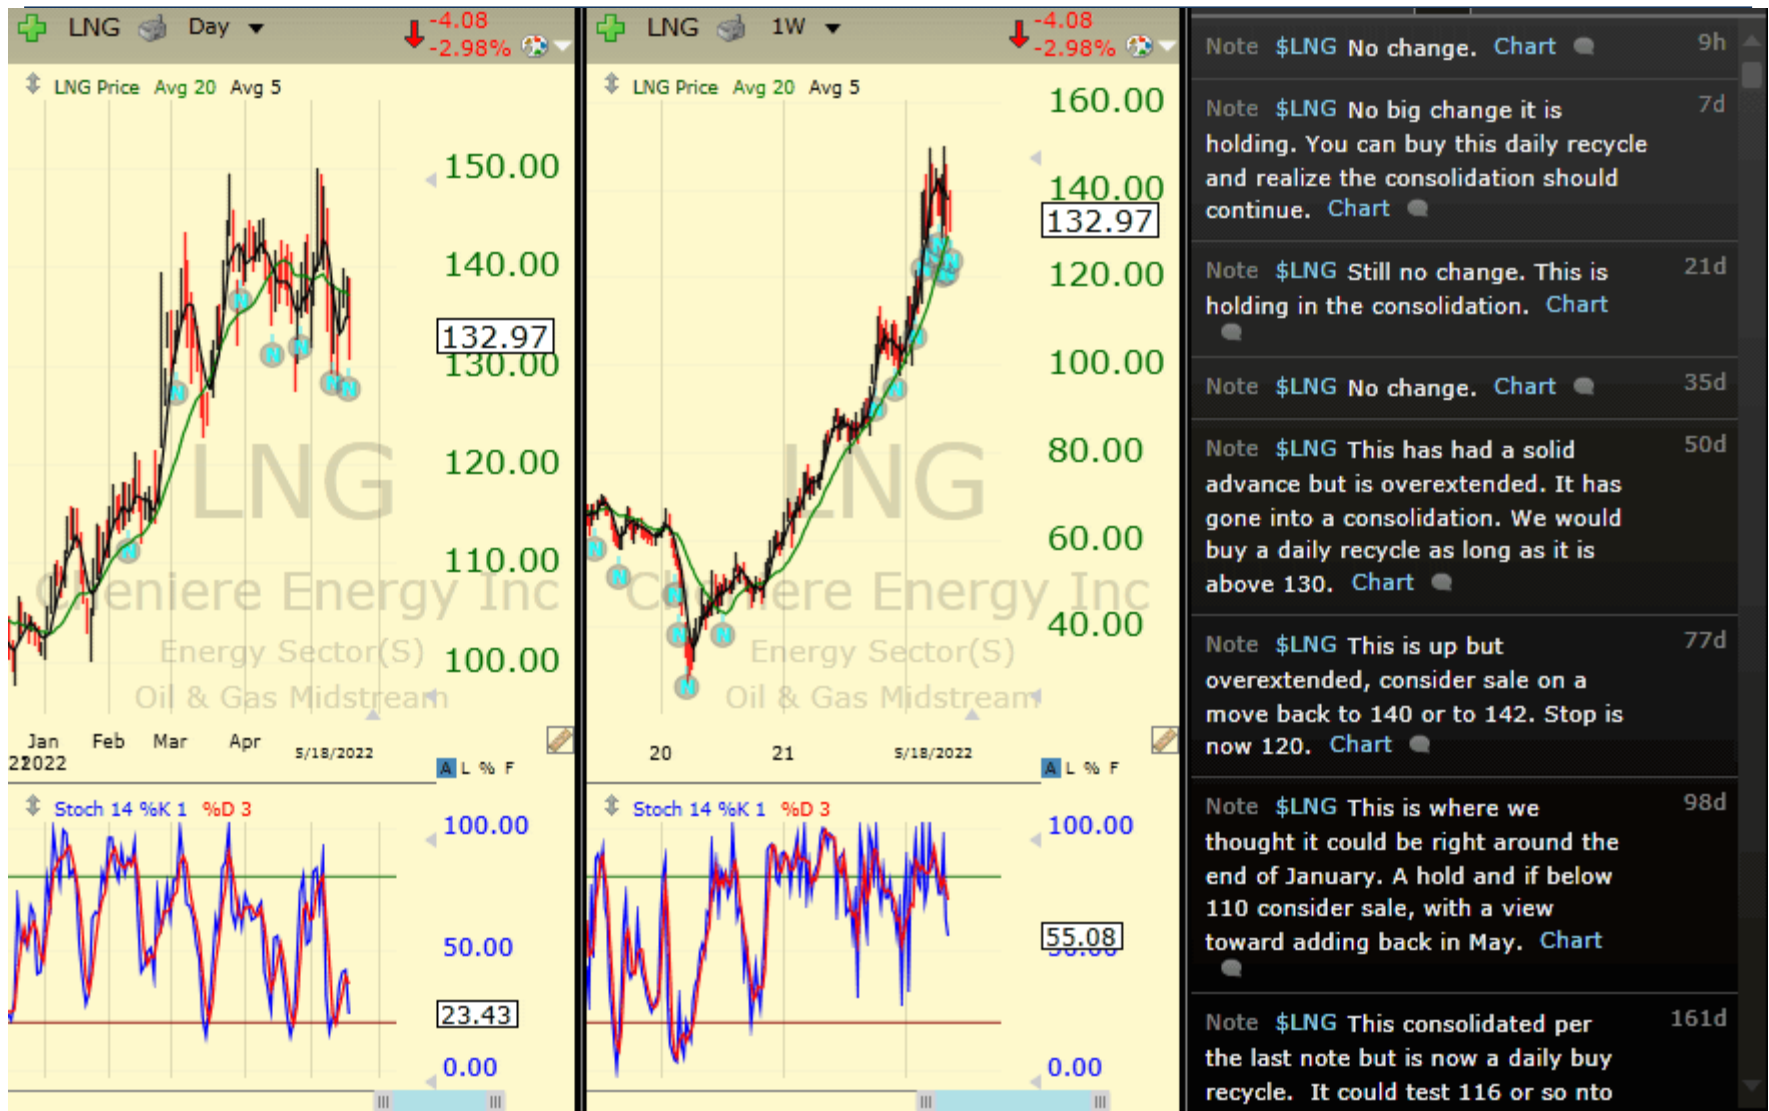 LNG Day
-4.08
-2.98%
LNG Price Avg 20 Avg 5
150.00
140.00
132.97
130.00
120.00
110.00
100.00
LNG
Cheniere Energy Inc
Energy Sector(S)
Oil & Gas Midstream
N
N
N
N
N
N
N
Jan Feb Mar Apr
2022
5/18/2022
A L % F
Stoch 14 %K 1 %D 3
100.00
50.00
23.43
0.00
LNG 1W
-4.08
-2.98%
LNG Price Avg 20 Avg 5
160.00
140.00
132.97
120.00
100.00
80.00
60.00
40.00
LNG
Cheniere Energy Inc
Energy Sector(S)
Oil & Gas Midstream
N
N
N
N
N
N
N
N
N
20 21 5/18/2022
A L % F
Stoch 14 %K 1 %D 3
100.00
55.08
50.00
0.00
Note $LNG No change. Chart 9h
Note $LNG No big change it is 7d
holding. You can buy this daily recycle
and realize the consolidation should
continue. Chart
Note $LNG Still no change. This is 21d
holding in the consolidation. Chart
Note $LNG No change. Chart 35d
Note $LNG This has had a solid 50d
advance but is overextended. It has
gone into a consolidation. We would
buy a daily recycle as long as it is
above 130. Chart
Note $LNG This is up but 77d
overextended, consider sale on a
move back to 140 or to 142. Stop is
now 120. Chart
Note $LNG This is where we 98d
thought it could be right around the
end of January. A hold and if below
110 consider sale, with a view
toward adding back in May. Chart
Note $LNG This consolidated per 161d
the last note but is now a daily buy
recycle. It could test 116 or so nto